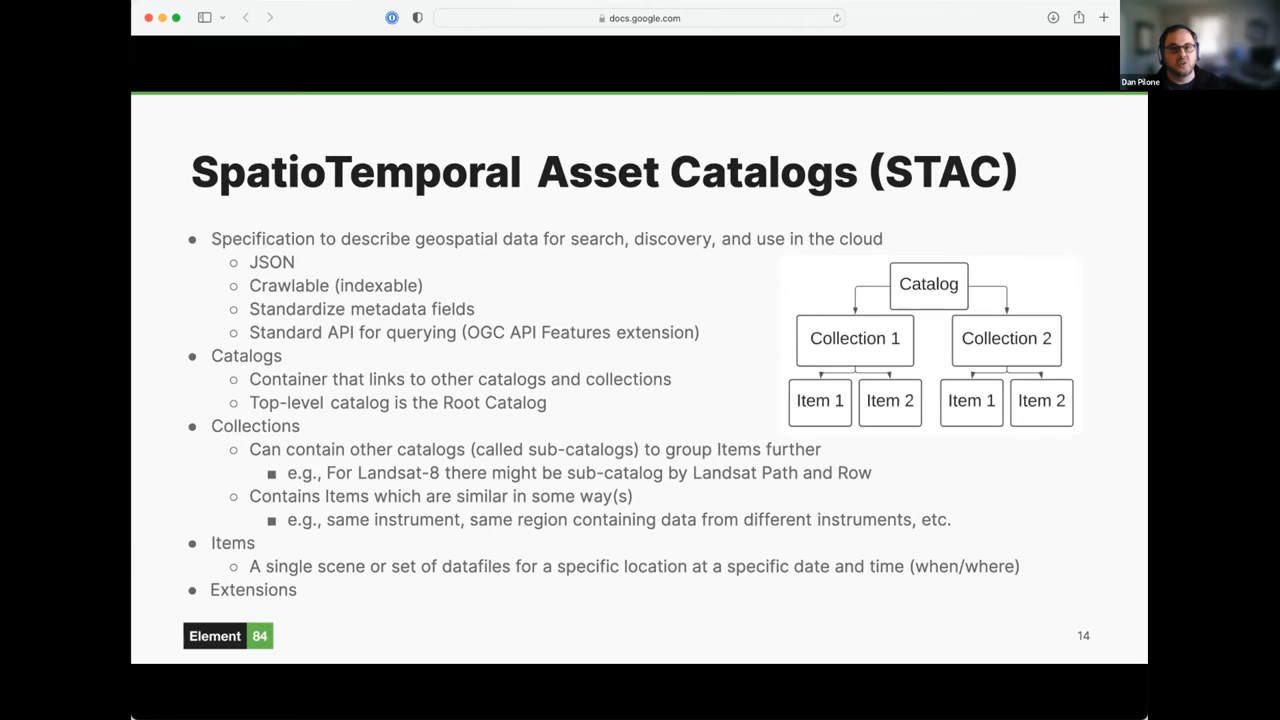 docs.google.com
Dan Pilone
SpatioTemporal Asset Catalogs (STAC)
● Specification to describe geospatial data for search, discovery, and use in the cloud
○ JSON
○ Crawlable (indexable)
○ Standardize metadata fields
○ Standard API for querying (OGC API Features extension)
● Catalogs
○ Container that links to other catalogs and collections
○ Top-level catalog is the Root Catalog
● Collections
○ Can contain other catalogs (called sub-catalogs) to group Items further
■ e.g., For Landsat-8 there might be sub-catalog by Landsat Path and Row
○ Contains Items which are similar in some way(s)
■ e.g., same instrument, same region containing data from different instruments, etc.
● Items
○ A single scene or set of datafiles for a specific location at a specific date and time (when/where)
● Extensions
Catalog
Collection 1 Collection 2
Item 1 Item 2 Item 1 Item 2
Element 84
14